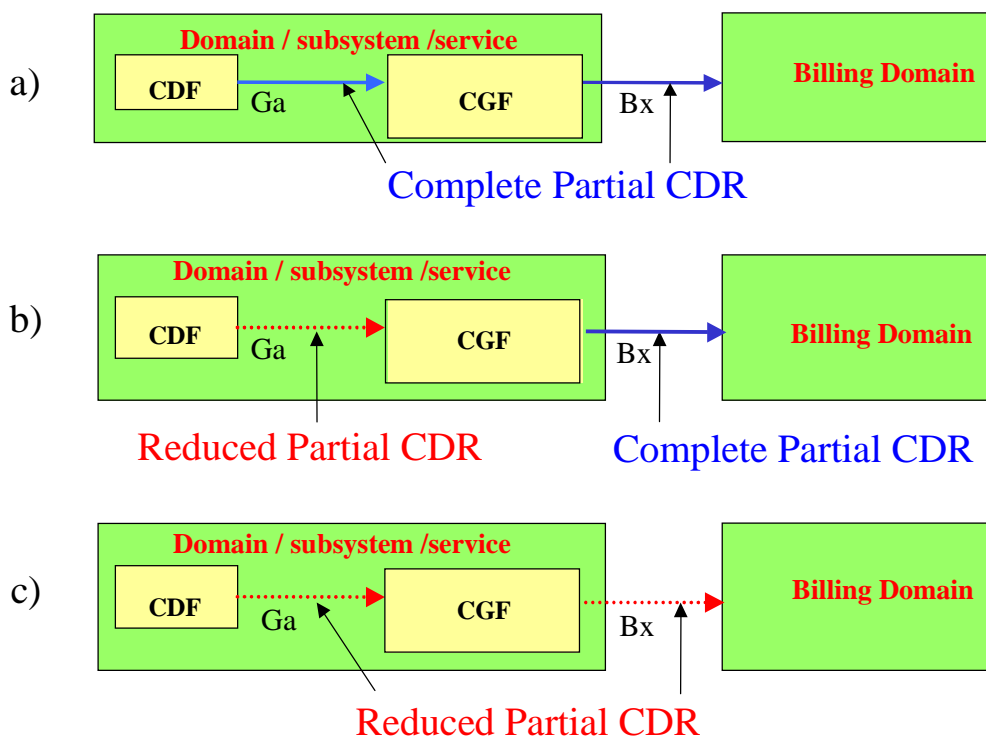 Domain / subsystem /service
a)
CDF
Ga
CGF
Bx
Billing Domain
Complete Partial CDR
Domain / subsystem /service
b)
CDF
Ga
CGF
Bx
Billing Domain
Reduced Partial CDR
Complete Partial CDR
Domain / subsystem /service
c)
CDF
Ga
CGF
Bx
Billing Domain
Reduced Partial CDR